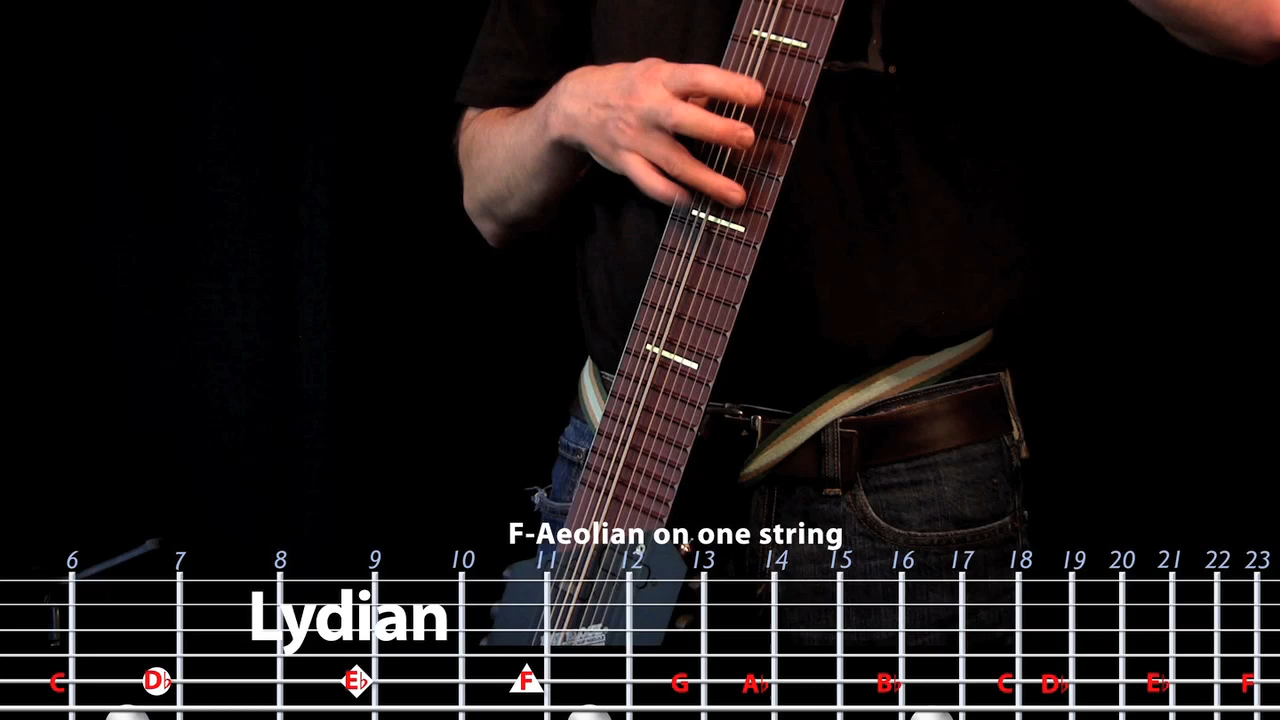 F-Aeolian on one string
6 7 8 9 10 11 12 13 14 15 16 17 18 19 20 21 22 23
Lydian
C D♭ E♭ F G A♭ B♭ C D♭ E♭ F